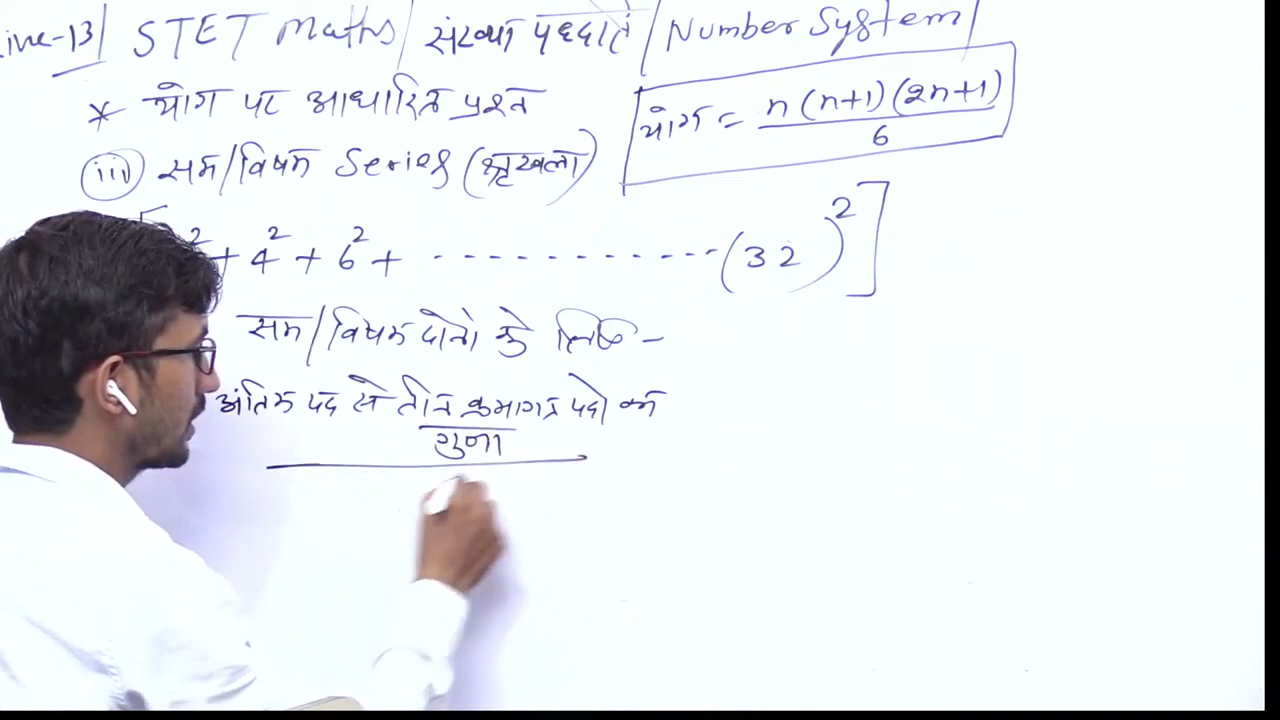 ive-13/ STET Maths/ संख्या पद्धति / Number System /
* योग पर आधारित प्रश्न
योग = n(n+1)(2n+1) / 6
(iii) सम/विषम Series (श्रृंखला)
² + 4² + 6² + ............ (32)² ]
सम/विषम दोनो के लिए -
अंतिम पद से तीन क्रमागत पदो का
गुना